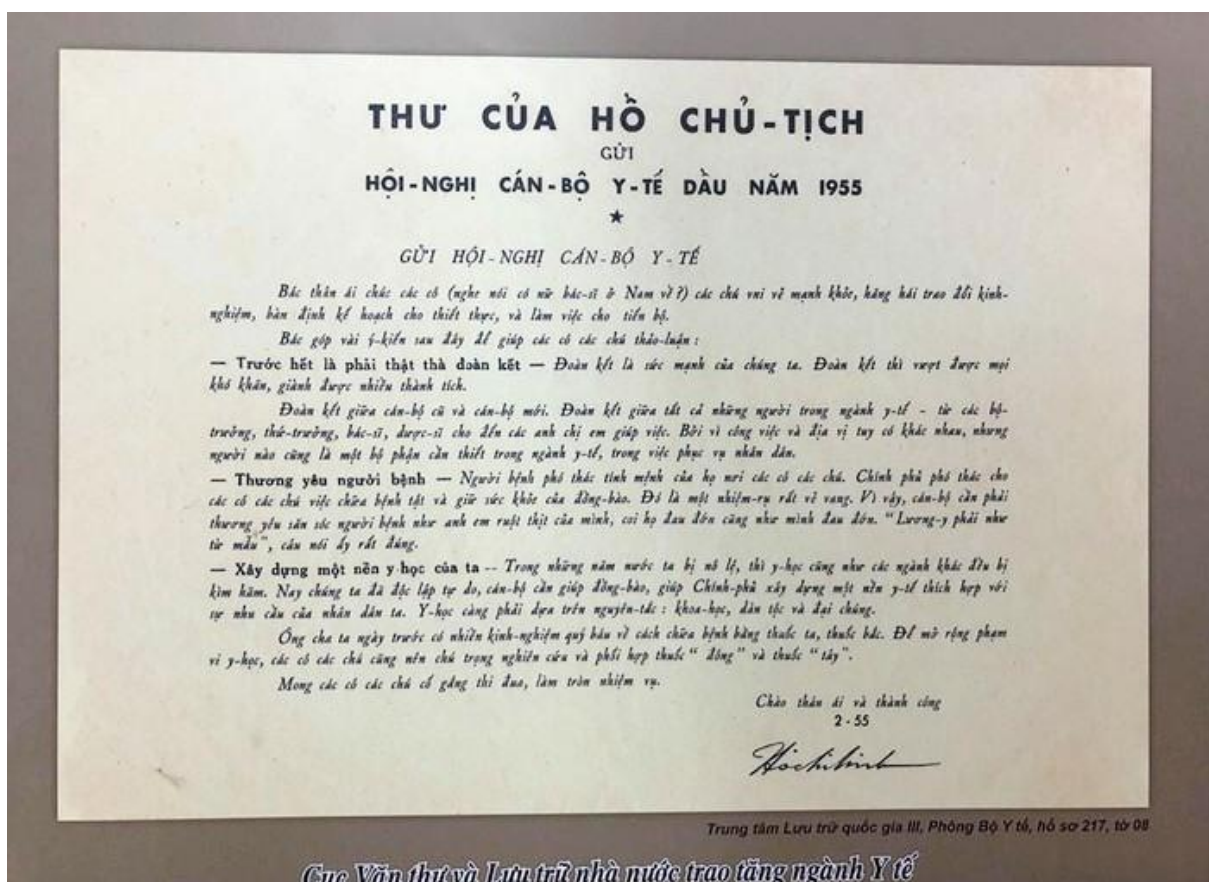 THƯ CỦA HỒ CHỦ-TỊCH
GỬI
HỘI-NGHỊ CÁN-BỘ Y-TẾ DẦU NĂM 1955
GỬI HỘI-NGHỊ CÁN-BỘ Y-TẾ
Bác thân ái chúc các cô (nghe nói có nữ bác-sĩ ở Nam về?) các chú vui vẻ mạnh khỏe, hăng hái trao đổi kinh-
nghiệm, bàn định kế hoạch cho thiết thực, và làm việc cho tiến bộ.
Bác góp vài ý-kiến sau đây để giúp các cô các chú thảo-luận :
— Trước hết là phải thật thà đoàn kết — Đoàn kết là sức mạnh của chúng ta. Đoàn kết thì vượt được mọi
khó khăn, giành được nhiều thành tích.
Đoàn kết giữa cán-bộ cũ và cán-bộ mới. Đoàn kết giữa tất cả những người trong ngành y-tế - từ các bộ-
trưởng, thứ-trưởng, bác-sĩ, dược-sĩ cho đến các anh chị em giúp việc. Bởi vì công việc và địa vị tuy có khác nhau, nhưng
người nào cũng là một bộ phận cần thiết trong ngành y-tế, trong việc phục vụ nhân dân.
— Thương yêu người bệnh — Người bệnh phó thác tính mệnh của họ nơi các cô các chú. Chính phủ phó thác cho
các cô các chú việc chữa bệnh tật và giữ sức khỏe của đồng-bào. Đó là một nhiệm-vụ rất vẻ vang. Vì vậy, cán-bộ cần phải
thương yêu săn sóc người bệnh như anh em ruột thịt của mình, coi họ đau đớn cũng như mình đau đớn. “Lương-y phải như
từ mẫu”, câu nói ấy rất đúng.
— Xây dựng một nền y-học của ta -- Trong những năm nước ta bị nô lệ, thì y-học cũng như các ngành khác đều bị
kìm hãm. Nay chúng ta đã độc lập tự do, cán-bộ cần giúp đồng-bào, giúp Chính-phủ xây dựng một nền y-tế thích hợp với
sự nhu cầu của nhân dân ta. Y-học càng phải dựa trên nguyên-tắc : khoa-học, dân tộc và đại chúng.
Ông cha ta ngày trước có nhiều kinh-nghiệm quý báu về cách chữa bệnh bằng thuốc ta, thuốc bắc. Để mở rộng phạm
vi y-học, các cô các chú cũng nên chú trọng nghiên cứu và phối hợp thuốc “ đông” và thuốc “ tây”.
Mong các cô các chú cố gắng thi đua, làm tròn nhiệm vụ.
Chào thân ái và thành công
2 - 55
Hochiminh
Trung tâm Lưu trữ quốc gia III, Phông Bộ Y tế, hồ sơ 217, tờ 08
Cục Văn thư và Lưu trữ nhà nước trao tặng ngành Y tế